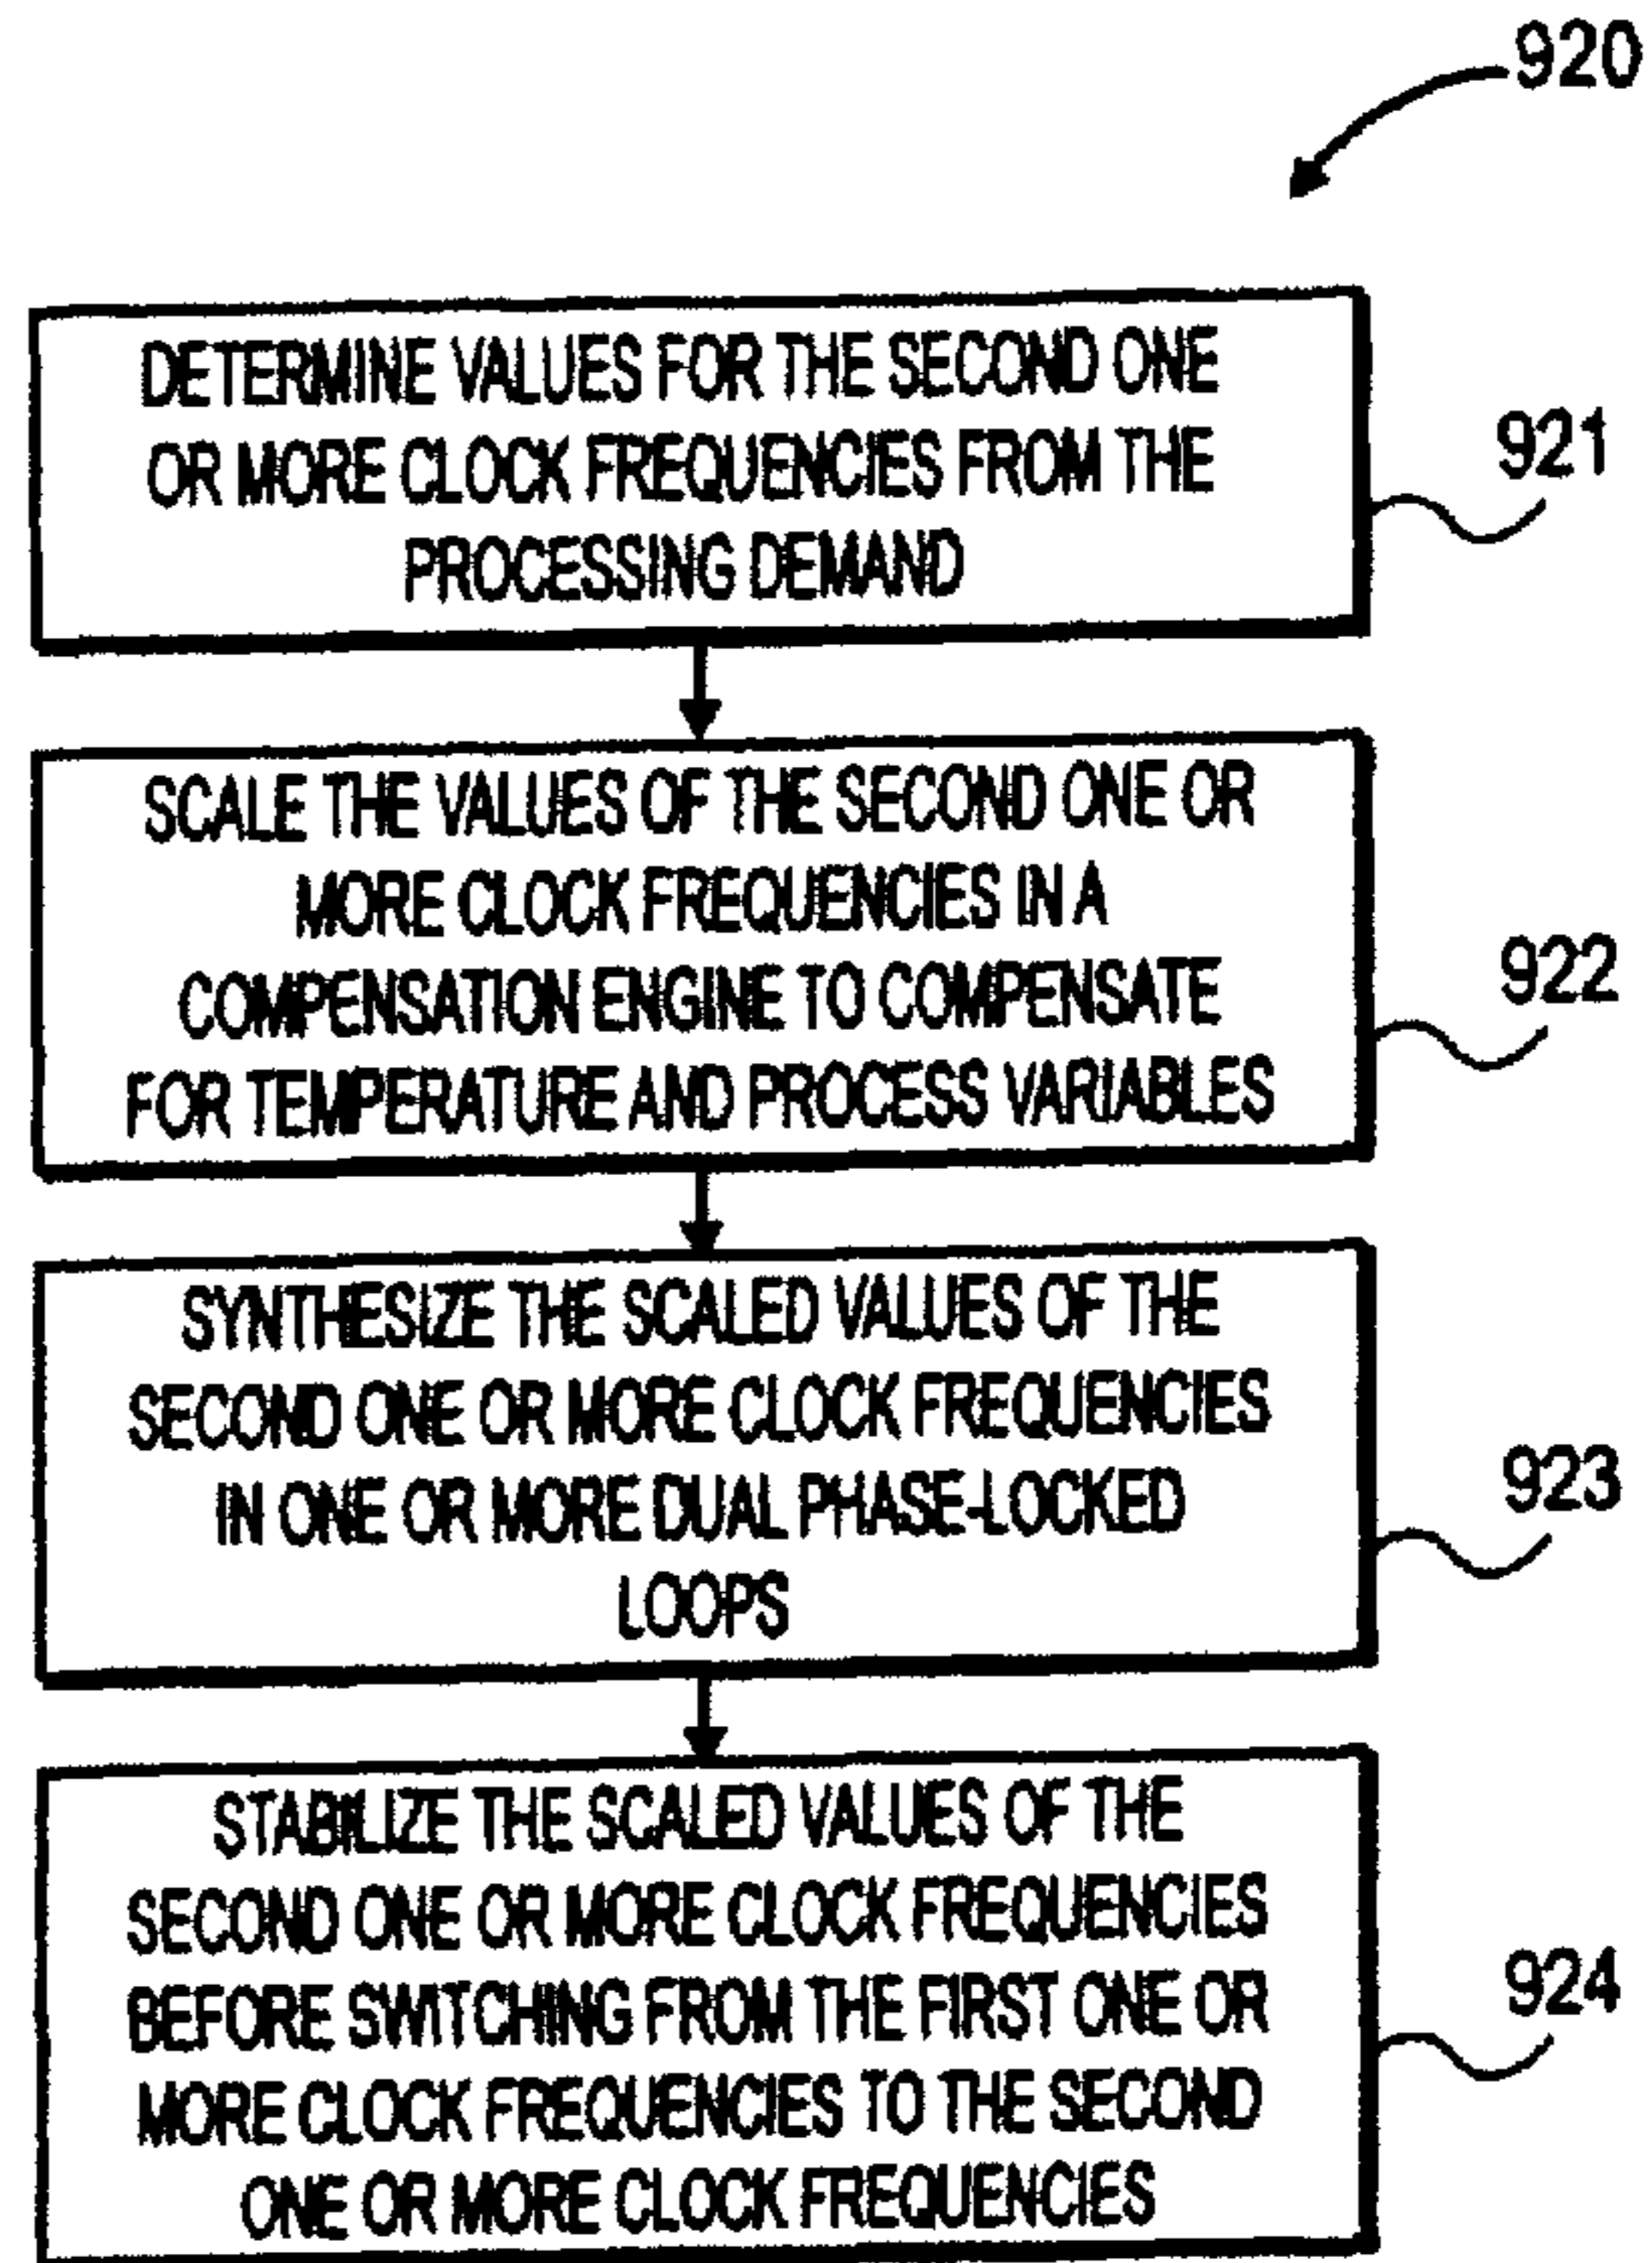 920
DETERMINE VALUES FOR THE SECOND ONE
OR MORE CLOCK FREQUENCIES FROM THE
PROCESSING DEMAND
921
SCALE THE VALUES OF THE SECOND ONE OR
MORE CLOCK FREQUENCIES IN A
COMPENSATION ENGINE TO COMPENSATE
FOR TEMPERATURE AND PROCESS VARIABLES
922
SYNTHESIZE THE SCALED VALUES OF THE
SECOND ONE OR MORE CLOCK FREQUENCIES
IN ONE OR MORE DUAL PHASE-LOCKED
LOOPS
923
STABILIZE THE SCALED VALUES OF THE
SECOND ONE OR MORE CLOCK FREQUENCIES
BEFORE SWITCHING FROM THE FIRST ONE OR
MORE CLOCK FREQUENCIES TO THE SECOND
ONE OR MORE CLOCK FREQUENCIES
924